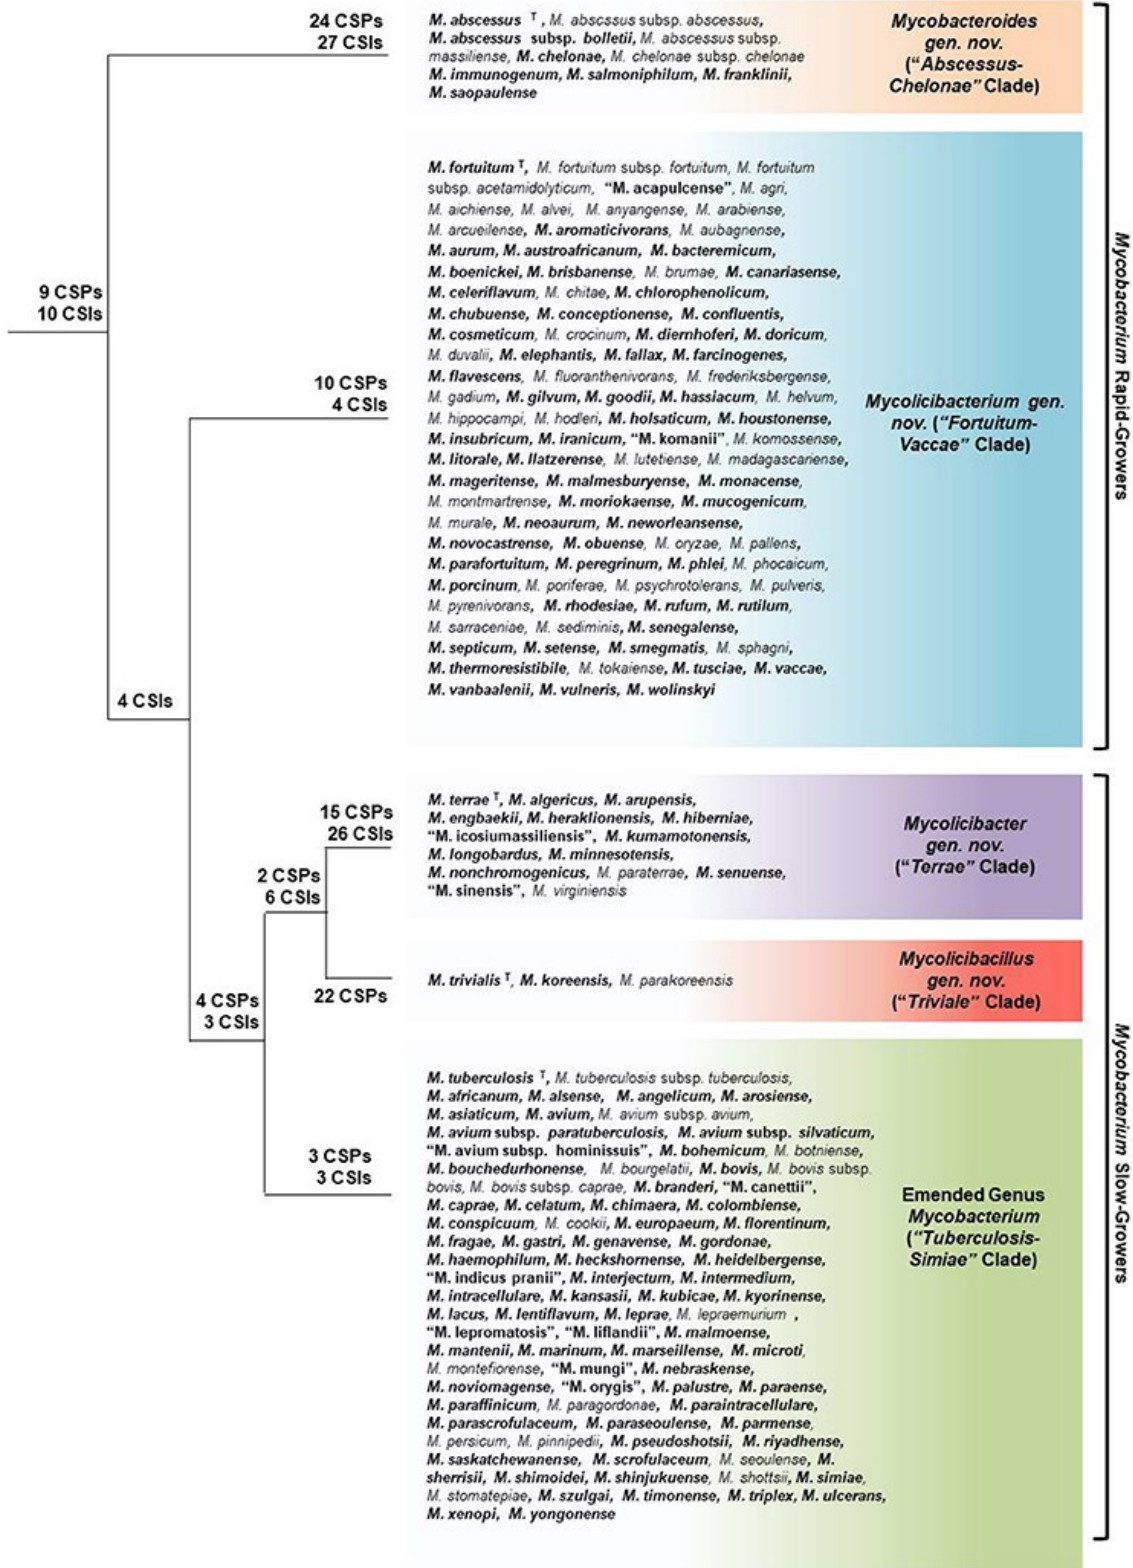 24 CSPs
27 CSIs
M. abscessus T, M. abscssus subsp. abscessus,
M. abscessus subsp. bolletii, M. abscessus subsp.
massiliense, M. chelonae, M. chelonae subsp. chelonae
M. immunogenum, M. salmoniphilum, M. franklinii,
M. saopaulense
Mycobacteroides
gen. nov.
("Abscessus-
Chelonae" Clade)
9 CSPs
10 CSIs
10 CSPs
4 CSIs
M. fortuitum T, M. fortuitum subsp. fortuitum, M. fortuitum
subsp. acetamidolyticum, "M. acapulcense", M. agri,
M. aichiense, M. alvei, M. anyangense, M. arabiense,
M. arcueilense, M. aromaticivorans, M. aubagnense,
M. aurum, M. austroafricanum, M. bacteremicum,
M. boenickei, M. brisbanense, M. brumae, M. canariasense,
M. celeriflavum, M. chitae, M. chlorophenolicum,
M. chubuense, M. conceptionense, M. confluentis,
M. cosmeticum, M. crocinum, M. diernhoferi, M. doricum,
M. duvalii, M. elephantis, M. fallax, M. farcinogenes,
M. flavescens, M. fluoranthenivorans, M. frederiksbergense,
M. gadium, M. gilvum, M. goodii, M. hassiacum, M. helvum,
M. hippocampi, M. hodleri, M. holsaticum, M. houstonense,
M. insubricum, M. iranicum, "M. komanii", M. komossense,
M. litorale, M. llatzerense, M. lutetiense, M. madagascariense,
M. mageritense, M. malmesburyense, M. monacense,
M. montmartrense, M. moriokaense, M. mucogenicum,
M. murale, M. neoaurum, M. neworleansense,
M. novocastrense, M. obuense, M. oryzae, M. pallens,
M. parafortuitum, M. peregrinum, M. phlei, M. phocaicum,
M. porcinum, M. poriferae, M. psychrotolerans, M. pulveris,
M. pyrenivorans, M. rhodesiae, M. rufum, M. rutilum,
M. sarraceniae, M. sediminis, M. senegalense,
M. septicum, M. setense, M. smegmatis, M. sphagni,
M. thermoresistibile, M. tokaiense, M. tusciae, M. vaccae,
M. vanbaalenii, M. vulneris, M. wolinskyi
Mycolicibacterium gen.
nov. ("Fortuitum-
Vaccae" Clade)
Mycobacterium Rapid-Growers
4 CSIs
15 CSPs
26 CSIs
M. terrae T, M. algericus, M. arupensis,
M. engbaekii, M. heraklionensis, M. hiberniae,
"M. icosiumassiliensis", M. kumamotonensis,
M. longobardus, M. minnesotensis,
M. nonchromogenicus, M. paraterrae, M. senuense,
"M. sinensis", M. virginiensis
Mycolicibacter
gen. nov.
("Terrae" Clade)
2 CSPs
6 CSIs
22 CSPs
M. trivialis T, M. koreensis, M. parakoreensis
Mycolicibacillus
gen. nov.
("Triviale" Clade)
4 CSPs
3 CSIs
3 CSPs
3 CSIs
M. tuberculosis T, M. tuberculosis subsp. tuberculosis,
M. africanum, M. alsense, M. angelicum, M. arosiense,
M. asiaticum, M. avium, M. avium subsp. avium,
M. avium subsp. paratuberculosis, M. avium subsp. silvaticum,
"M. avium subsp. hominissuis", M. bohemicum, M. botniense,
M. bouchedurhonense, M. bourgelatii, M. bovis, M. bovis subsp.
bovis, M. bovis subsp. caprae, M. branderi, "M. canettii",
M. caprae, M. celatum, M. chimaera, M. colombiense,
M. conspicuum, M. cookii, M. europaeum, M. florentinum,
M. fragae, M. gastri, M. genavense, M. gordonae,
M. haemophilum, M. heckshornense, M. heidelbergense,
"M. indicus pranii", M. interjectum, M. intermedium,
M. intracellulare, M. kansasii, M. kubicae, M. kyorinense,
M. lacus, M. lentiflavum, M. leprae, M. lepraemurium ,
"M. lepromatosis", "M. liflandii", M. malmoense,
M. mantenii, M. marinum, M. marseillense, M. microti,
M. montefiorense, "M. mungi", M. nebraskense,
M. noviomagense, "M. orygis", M. palustre, M. paraense,
M. paraffinicum, M. paragordonae, M. paraintracellulare,
M. parascrofulaceum, M. paraseoulense, M. parmense,
M. persicum, M. pinnipedii, M. pseudoshotsii, M. riyadhense,
M. saskatchewanense, M. scrofulaceum, M. seoulense, M.
sherrisii, M. shimoidei, M. shinjukuense, M. shottsii, M. simiae,
M. stomatepiae, M. szulgai, M. timonense, M. triplex, M. ulcerans,
M. xenopi, M. yongonense
Emended Genus
Mycobacterium
("Tuberculosis-
Simiae" Clade)
Mycobacterium Slow-Growers